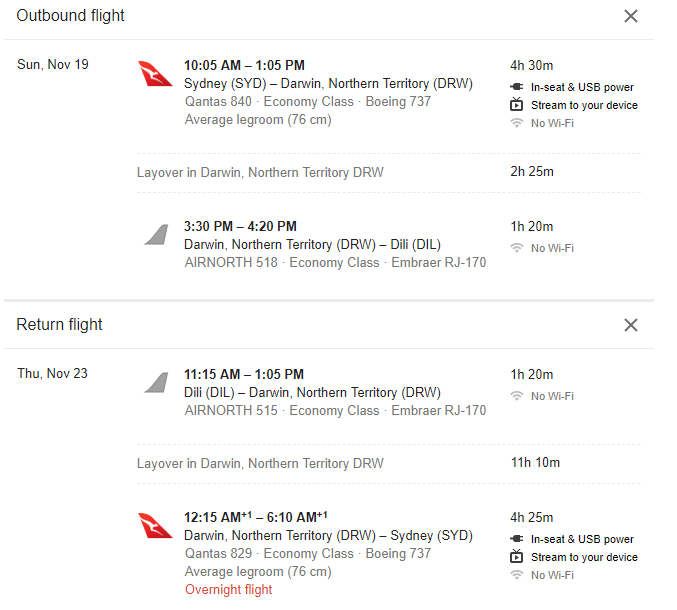 Outbound flight
Sun, Nov 19
10:05 AM – 1:05 PM
4h 30m
Sydney (SYD) – Darwin, Northern Territory (DRW)
In-seat & USB power
Qantas 840 · Economy Class · Boeing 737
Stream to your device
Average legroom (76 cm)
No Wi-Fi
Layover in Darwin, Northern Territory DRW
2h 25m
3:30 PM – 4:20 PM
1h 20m
Darwin, Northern Territory (DRW) – Dili (DIL)
No Wi-Fi
AIRNORTH 518 · Economy Class · Embraer RJ-170
Return flight
Thu, Nov 23
11:15 AM – 1:05 PM
1h 20m
Dili (DIL) – Darwin, Northern Territory (DRW)
No Wi-Fi
AIRNORTH 515 · Economy Class · Embraer RJ-170
Layover in Darwin, Northern Territory DRW
11h 10m
12:15 AM+1 – 6:10 AM+1
4h 25m
Darwin, Northern Territory (DRW) – Sydney (SYD)
In-seat & USB power
Qantas 829 · Economy Class · Boeing 737
Stream to your device
Average legroom (76 cm)
No Wi-Fi
Overnight flight